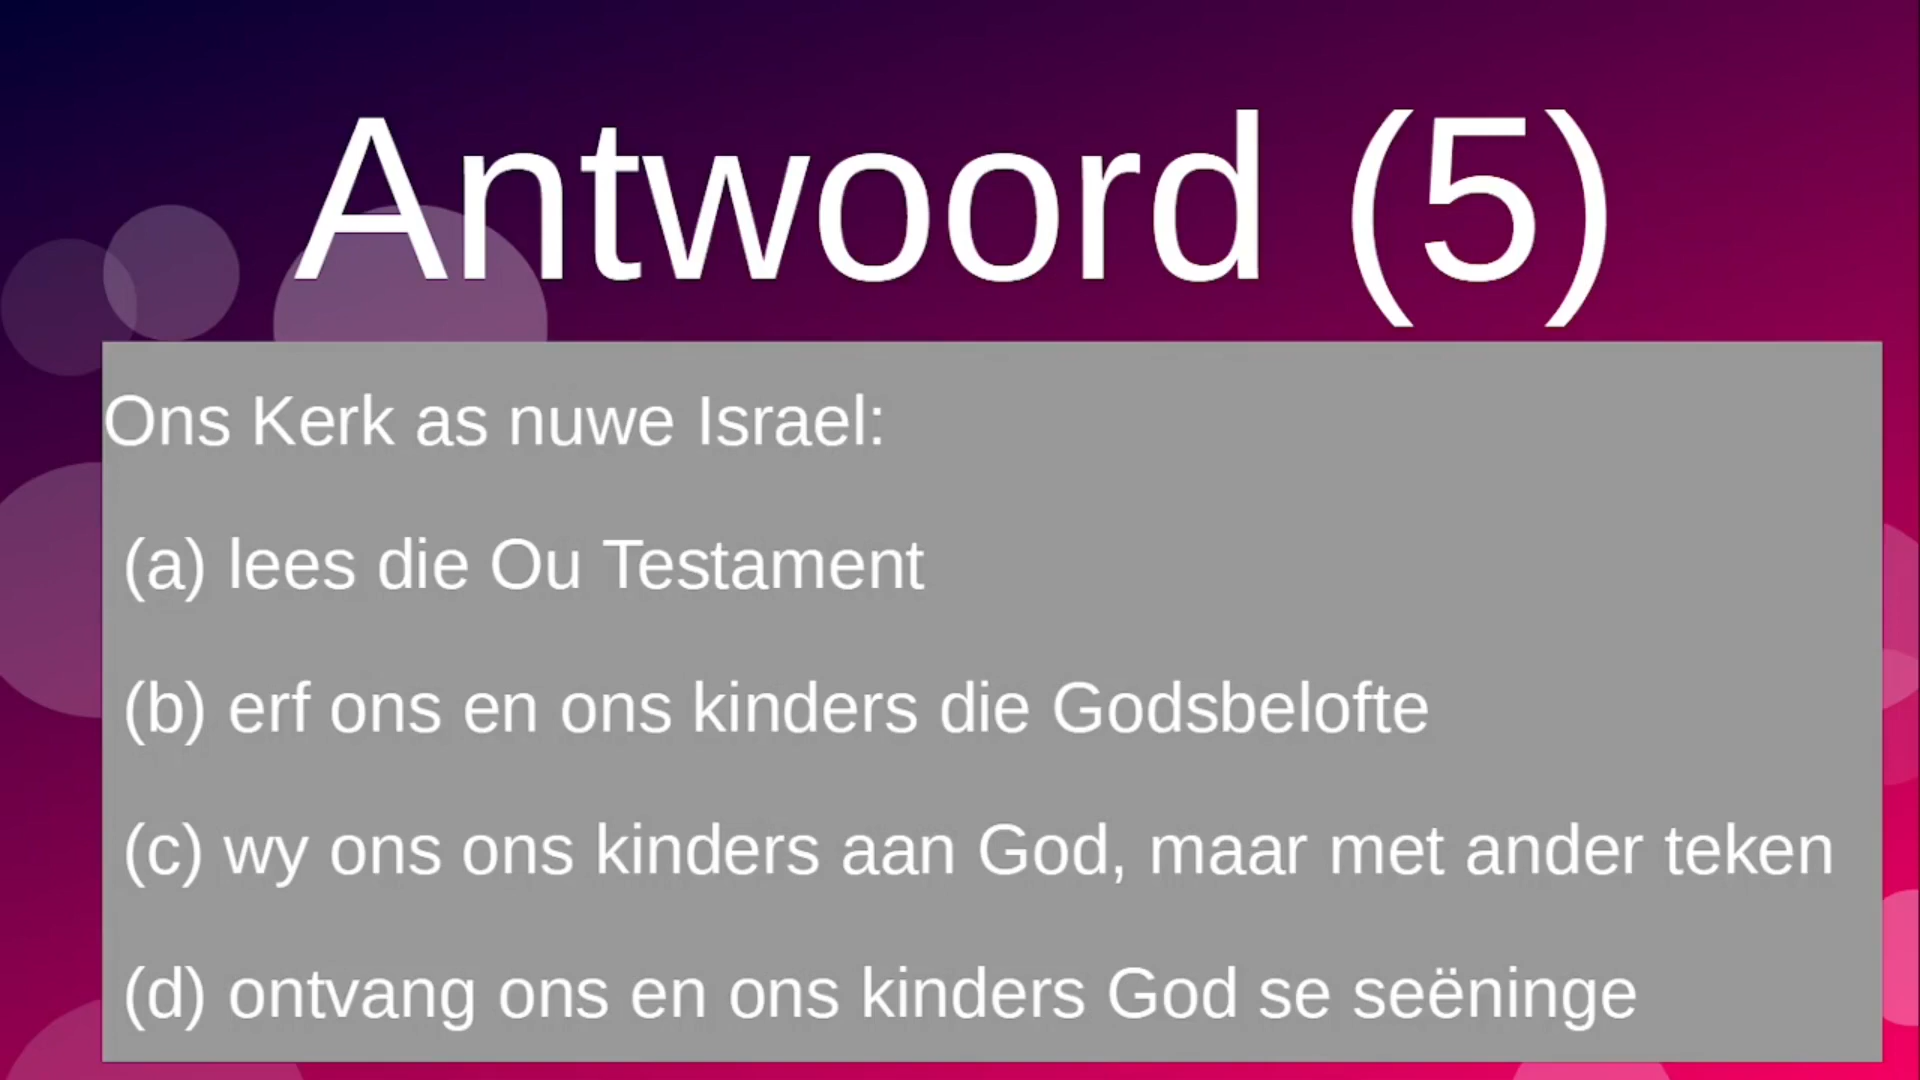 Antwoord (5)
Ons Kerk as nuwe Israel:
(a) lees die Ou Testament
(b) erf ons en ons kinders die Godsbelofte
(c) wy ons ons kinders aan God, maar met ander teken
(d) ontvang ons en ons kinders God se seëninge